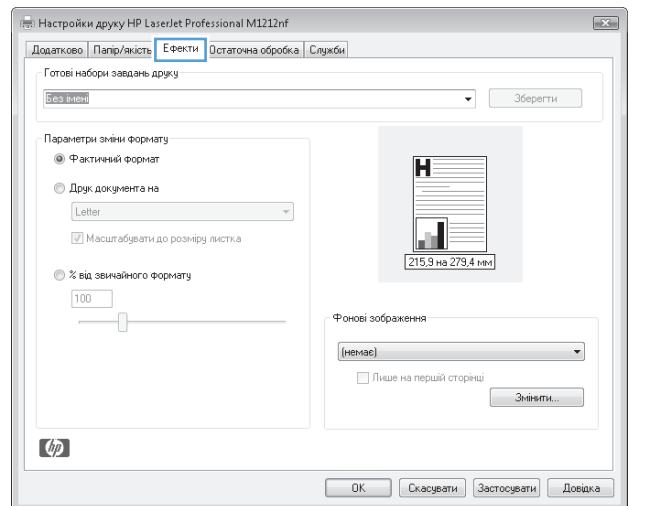 Настройки друку HP LaserJet Professional M1212nf
Додатково Папір/якість Ефекти Остаточна обробка Служби
Готові набори завдань друку
Без імені
Зберегти
Параметри зміни формату
Фактичний формат
Друк документа на
Letter
Масштабувати до розміру листка
% від звичайного формату
100
H
215,9 на 279,4 мм
Фонові зображення
(немає)
Лише на першій сторінці
Змінити...
hp
OK Скасувати Застосувати Довідка